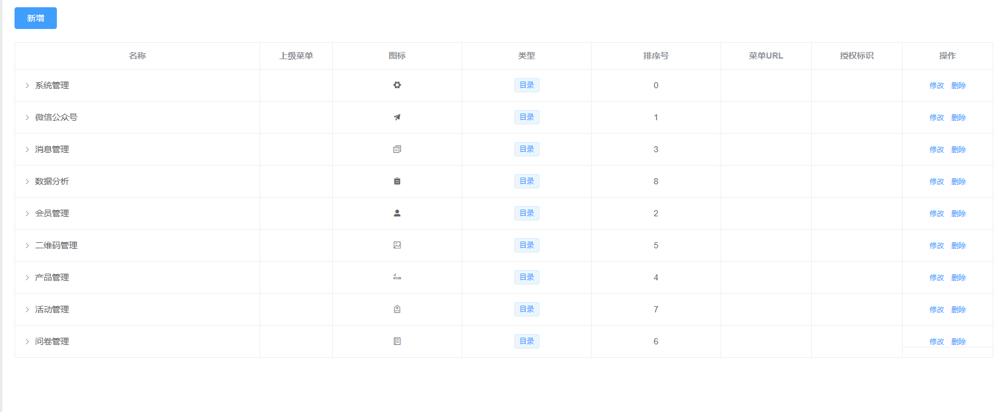 新增
名称 上级菜单 图标 类型 排序号 菜单URL 授权标识 操作
系统管理 目录 0 修改 删除
微信公众号 目录 1 修改 删除
消息管理 目录 3 修改 删除
数据分析 目录 8 修改 删除
会员管理 目录 2 修改 删除
二维码管理 目录 5 修改 删除
产品管理 目录 4 修改 删除
活动管理 目录 7 修改 删除
问卷管理 目录 6 修改 删除